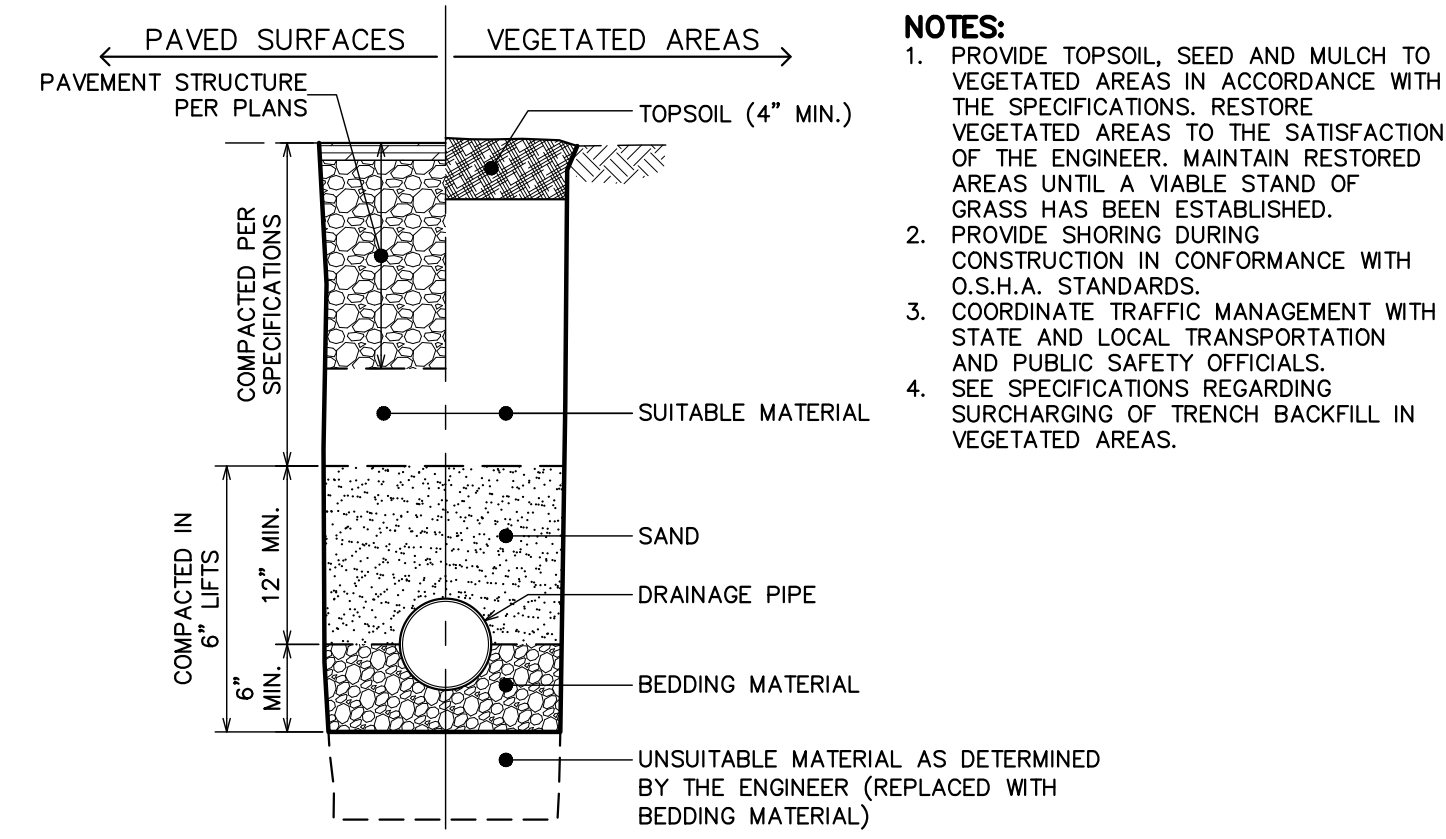 PAVED SURFACES
VEGETATED AREAS
PAVEMENT STRUCTURE
PER PLANS
TOPSOIL (4" MIN.)
COMPACTED PER
SPECIFICATIONS
SUITABLE MATERIAL
COMPACTED IN
6" LIFTS
12" MIN.
6"
MIN.
SAND
DRAINAGE PIPE
BEDDING MATERIAL
UNSUITABLE MATERIAL AS DETERMINED
BY THE ENGINEER (REPLACED WITH
BEDDING MATERIAL)
NOTES:
1. PROVIDE TOPSOIL, SEED AND MULCH TO
VEGETATED AREAS IN ACCORDANCE WITH
THE SPECIFICATIONS. RESTORE
VEGETATED AREAS TO THE SATISFACTION
OF THE ENGINEER. MAINTAIN RESTORED
AREAS UNTIL A VIABLE STAND OF
GRASS HAS BEEN ESTABLISHED.
2. PROVIDE SHORING DURING
CONSTRUCTION IN CONFORMANCE WITH
O.S.H.A. STANDARDS.
3. COORDINATE TRAFFIC MANAGEMENT WITH
STATE AND LOCAL TRANSPORTATION
AND PUBLIC SAFETY OFFICIALS.
4. SEE SPECIFICATIONS REGARDING
SURCHARGING OF TRENCH BACKFILL IN
VEGETATED AREAS.